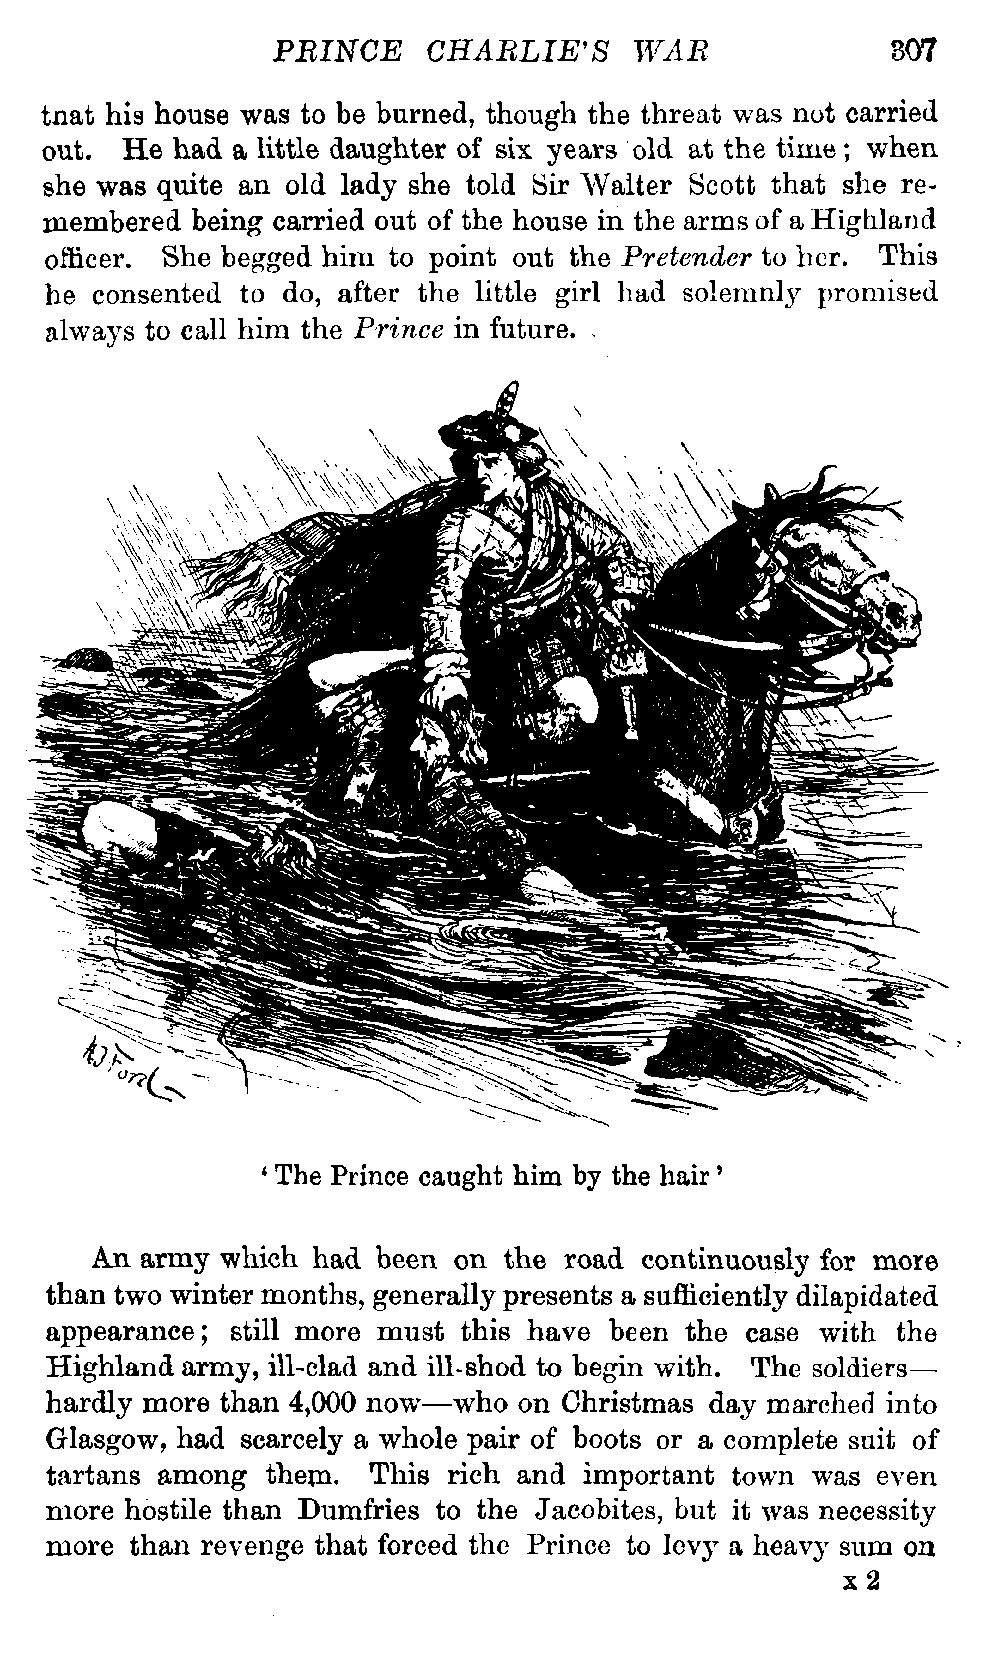 PRINCE CHARLIE'S WAR 307
tnat his house was to be burned, though the threat was not carried
out. He had a little daughter of six years old at the time; when
she was quite an old lady she told Sir Walter Scott that she re-
membered being carried out of the house in the arms of a Highland
officer. She begged him to point out the Pretender to her. This
he consented to do, after the little girl had solemnly promised
always to call him the Prince in future.
A J Ford
‘ The Prince caught him by the hair ’
An army which had been on the road continuously for more
than two winter months, generally presents a sufficiently dilapidated
appearance; still more must this have been the case with the
Highland army, ill-clad and ill-shod to begin with. The soldiers—
hardly more than 4,000 now—who on Christmas day marched into
Glasgow, had scarcely a whole pair of boots or a complete suit of
tartans among them. This rich and important town was even
more hostile than Dumfries to the Jacobites, but it was necessity
more than revenge that forced the Prince to levy a heavy sum on
x 2